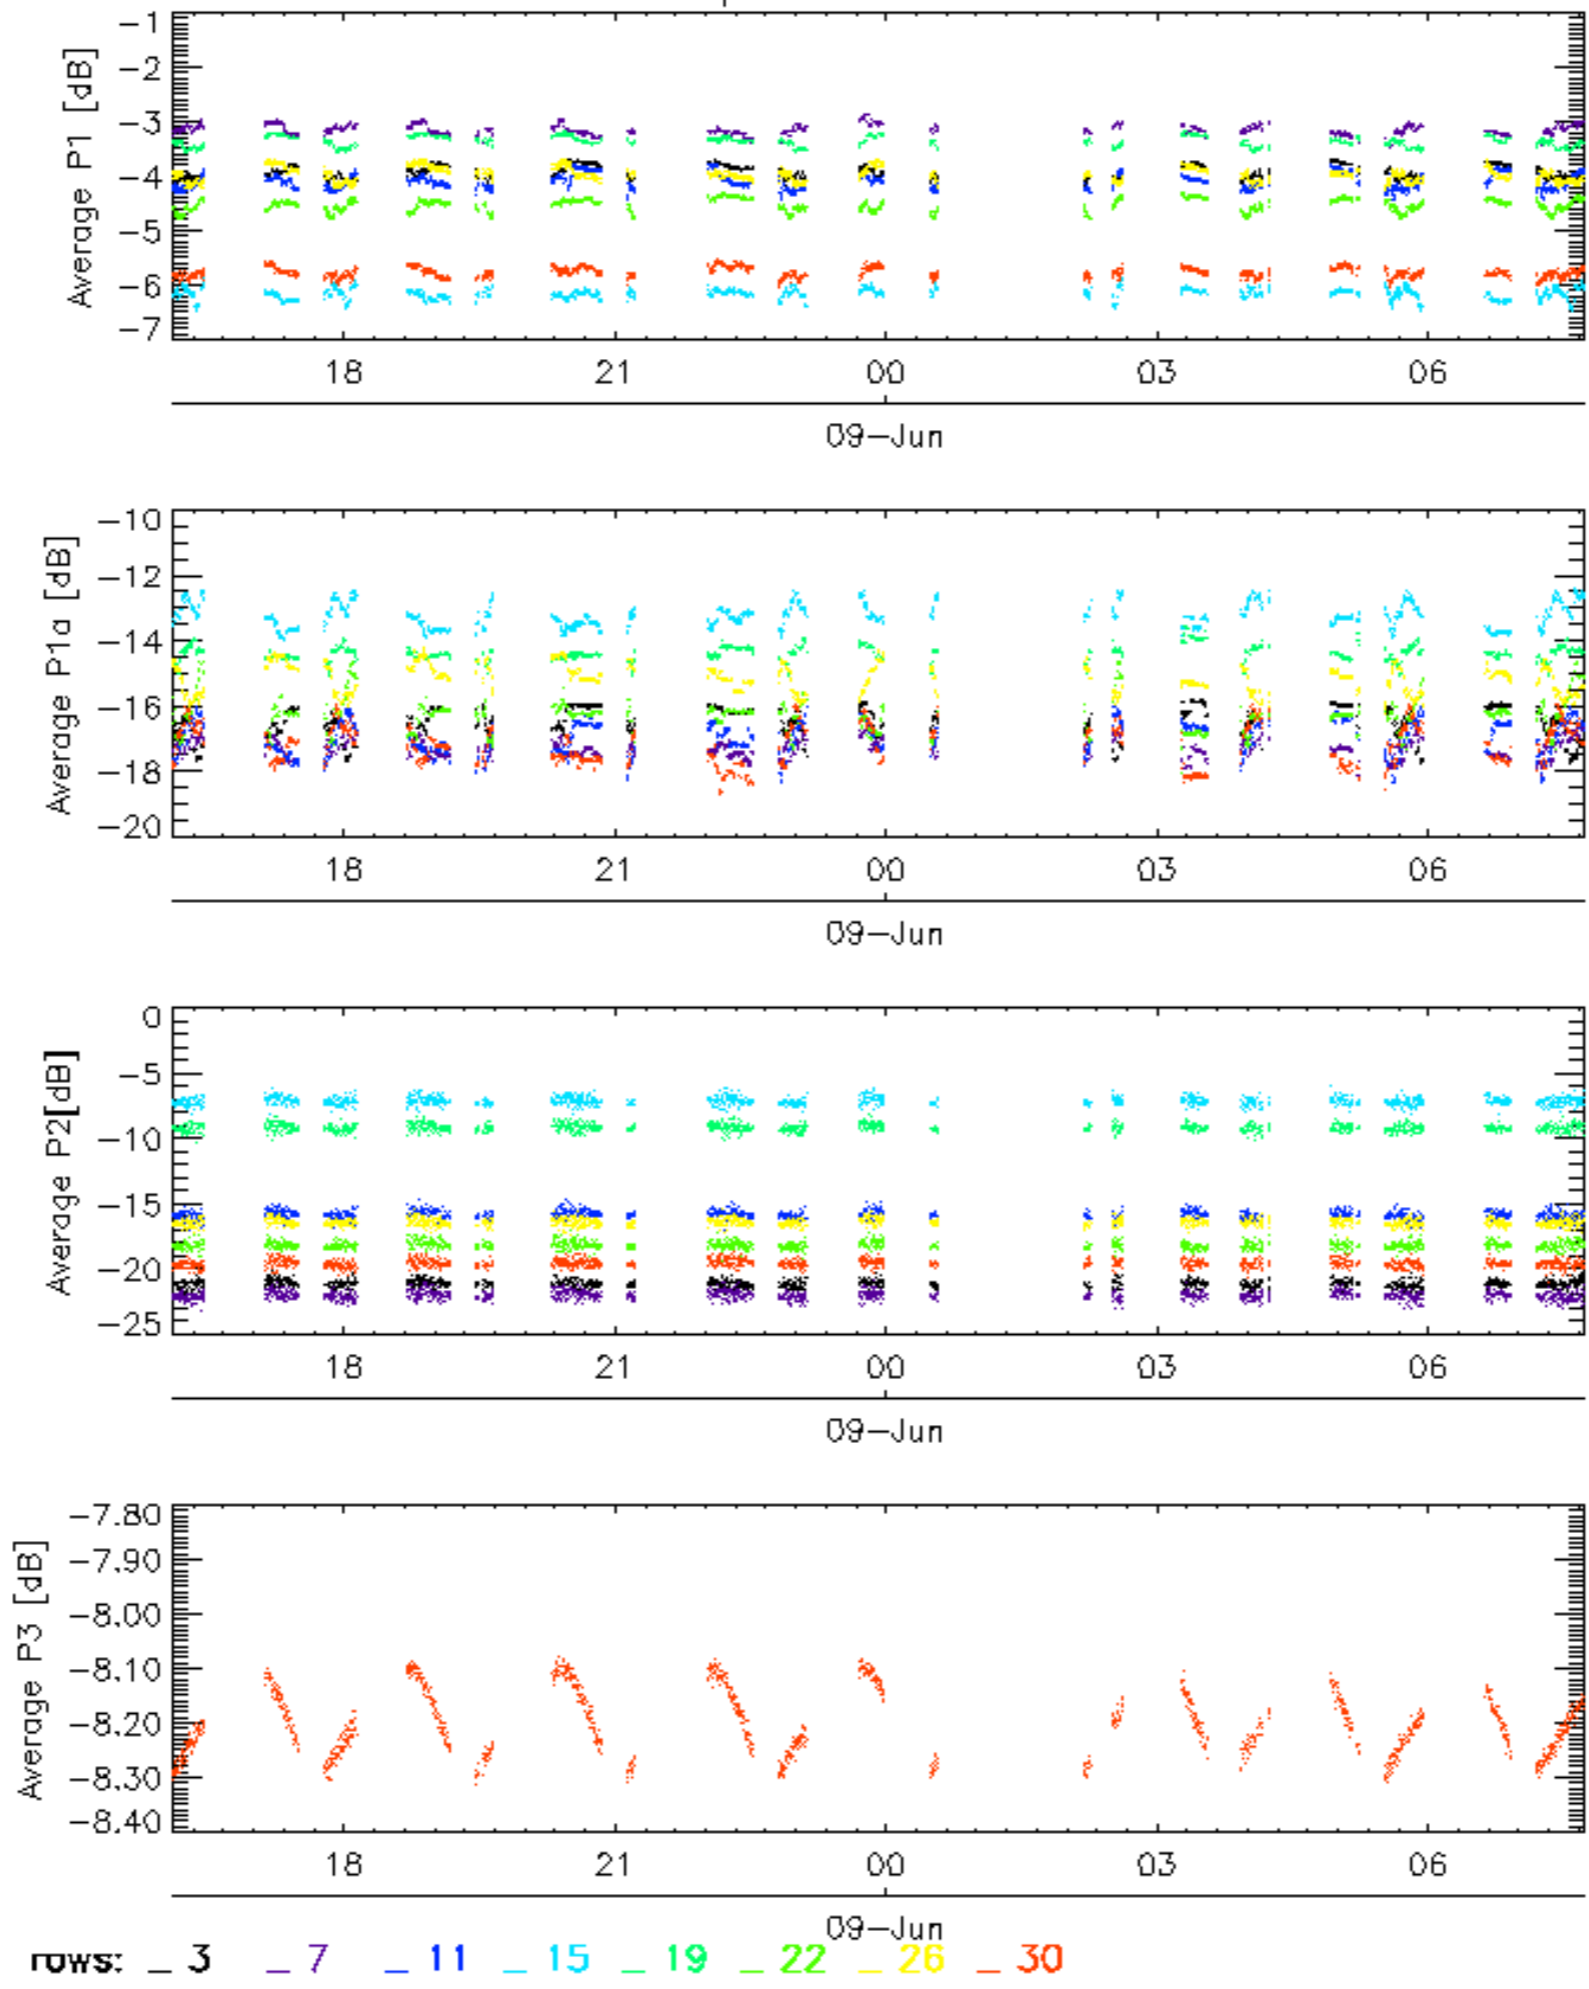 Average P1 [dB]
-1
-2
-3
-4
-5
-6
-7
18 21 00 03 06
09-Jun
Average P1a [dB]
-10
-12
-14
-16
-18
-20
18 21 00 03 06
09-Jun
Average P2[dB]
0
-5
-10
-15
-20
-25
18 21 00 03 06
09-Jun
Average P3 [dB]
-7.80
-7.90
-8.00
-8.10
-8.20
-8.30
-8.40
18 21 00 03 06
09-Jun
rows: _ 3 _ 7 _ 11 _ 15 _ 19 _ 22 _ 26 _ 30